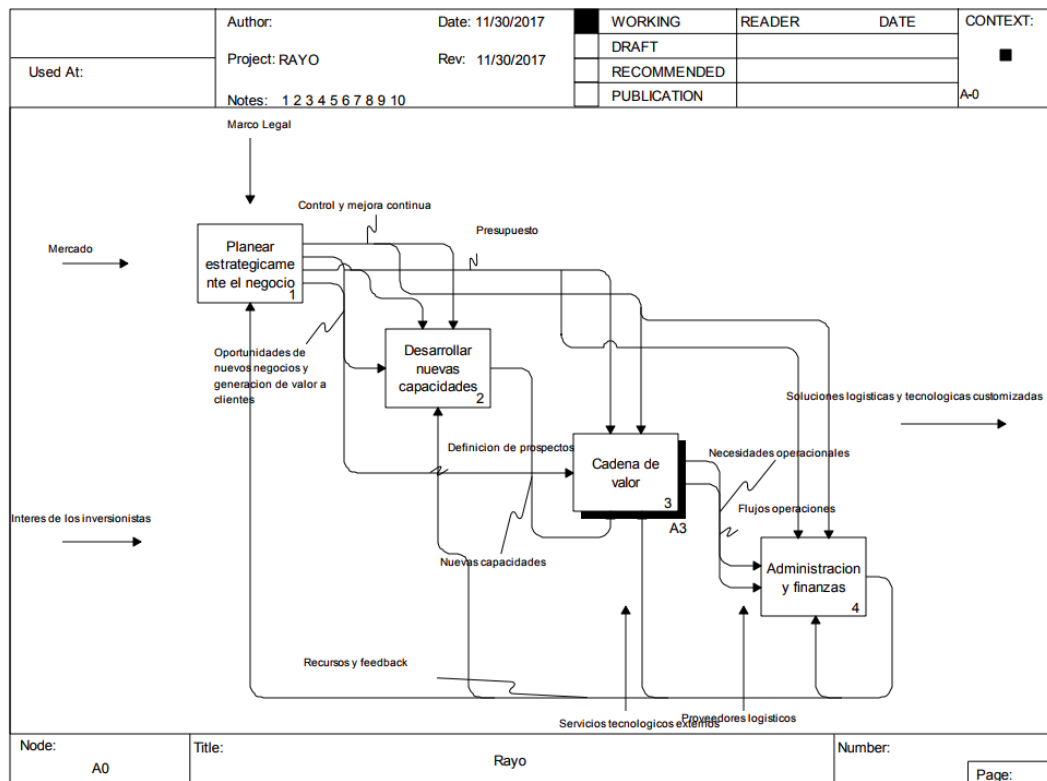 Used At:
Author:
Date: 11/30/2017
Project: RAYO
Rev: 11/30/2017
Notes: 1 2 3 4 5 6 7 8 9 10
WORKING
READER
DATE
CONTEXT:
DRAFT
RECOMMENDED
PUBLICATION
A-0
Marco Legal
Control y mejora continua
Presupuesto
Mercado
Planear
estrategicame
nte el negocio
1
Oportunidades de
nuevos negocios y
generacion de valor a
clientes
Desarrollar
nuevas
capacidades
2
Soluciones logisticas y tecnologicas customizadas
Definicion de prospectos
Cadena de
valor
3
A3
Necesidades operacionales
Flujos operaciones
Interes de los inversionistas
Nuevas capacidades
Administracion
y finanzas
4
Recursos y feedback
Servicios tecnologicos externos
Proveedores logisticos
Node:
A0
Title:
Rayo
Number:
Page: